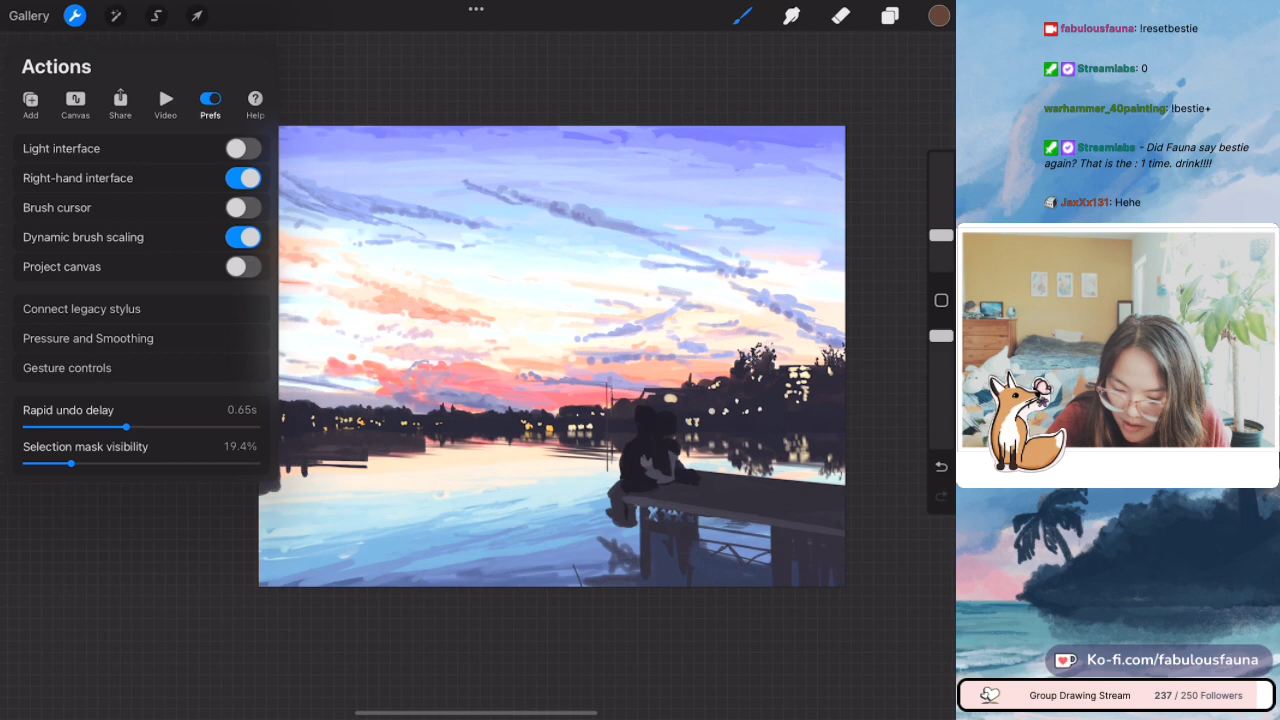 Gallery
Actions
Add
Canvas
Share
Video
Prefs
Help
Light interface
Right-hand interface
Brush cursor
Dynamic brush scaling
Project canvas
Connect legacy stylus
Pressure and Smoothing
Gesture controls
Rapid undo delay 0.65s
Selection mask visibility 19.4%
fabulousfauna: !resetbestie
Streamlabs: 0
warhammer_40painting: !bestie+
Streamlabs - Did Fauna say bestie
again? That is the : 1 time. drink!!!!
JaxXx131: Hehe
Ko-fi.com/fabulousfauna
Group Drawing Stream 237 / 250 Followers